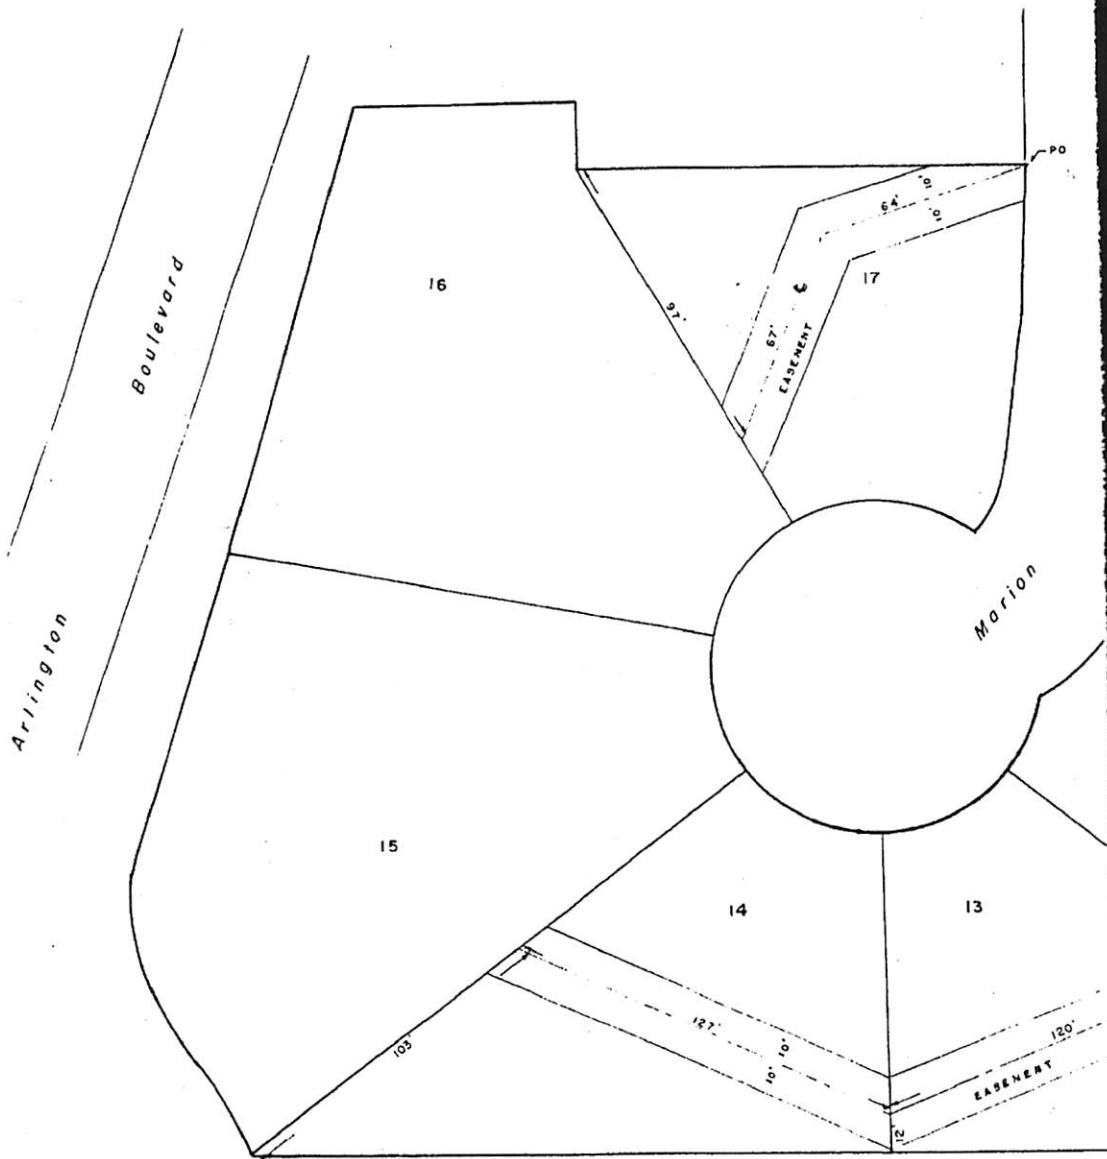 PO
10'
64'
10'
Boulevard
16
17
97'
℄
67'
EASEMENT
Marion
Arlington
15
14
13
127'
10'
120'
103'
10'
EASEMENT
12'